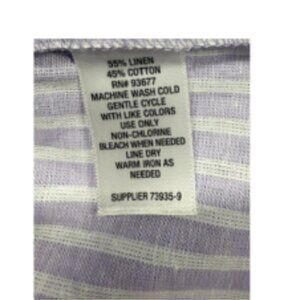 55% LINEN
45% COTTON
RN# 93677
MACHINE WASH COLD
GENTLE CYCLE
WITH LIKE COLORS
USE ONLY
NON-CHLORINE
BLEACH WHEN NEEDED
LINE DRY
WARM IRON AS
NEEDED
SUPPLIER 73935-9